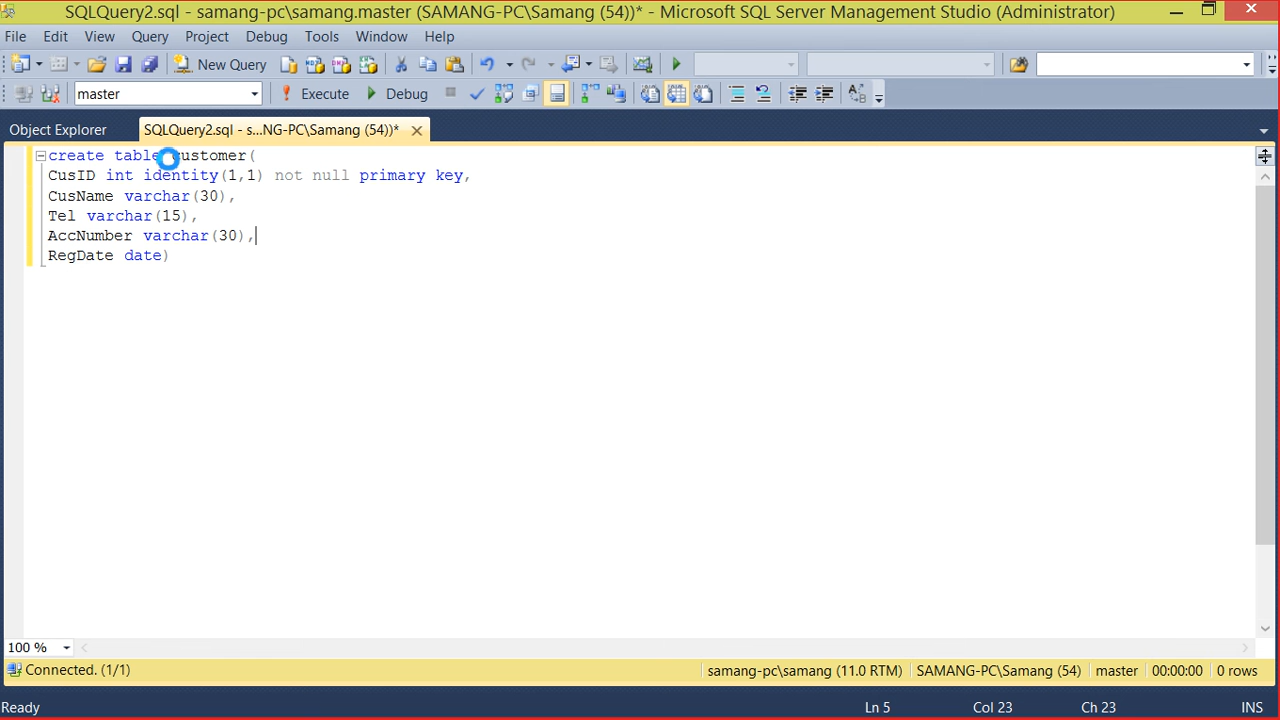 SQLQuery2.sql - samang-pc\samang.master (SAMANG-PC\Samang (54))* - Microsoft SQL Server Management Studio (Administrator)
File Edit View Query Project Debug Tools Window Help
New Query
master Execute Debug
Object Explorer SQLQuery2.sql - s...NG-PC\Samang (54))*
create table customer(
CusID int identity(1,1) not null primary key,
CusName varchar(30),
Tel varchar(15),
AccNumber varchar(30),
RegDate date)
100 %
Connected. (1/1) samang-pc\samang (11.0 RTM) SAMANG-PC\Samang (54) master 00:00:00 0 rows
Ready Ln 5 Col 23 Ch 23 INS